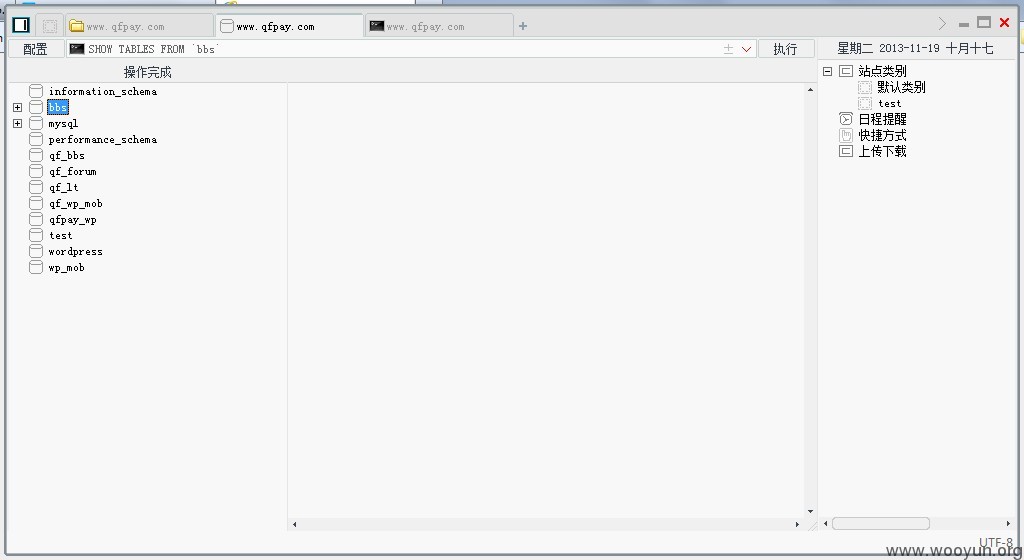 www.qfpay.com
www.qfpay.com
www.qfpay.com
配置
SHOW TABLES FROM `bbs`
执行
星期二 2013-11-19 十月十七
操作完成
information_schema
bbs
mysql
performance_schema
qf_bbs
qf_forum
qf_lt
qf_wp_mob
qfpay_wp
test
wordpress
wp_mob
站点类别
默认类别
test
日程提醒
快捷方式
上传下载
UTF-8
www.wooyun.org